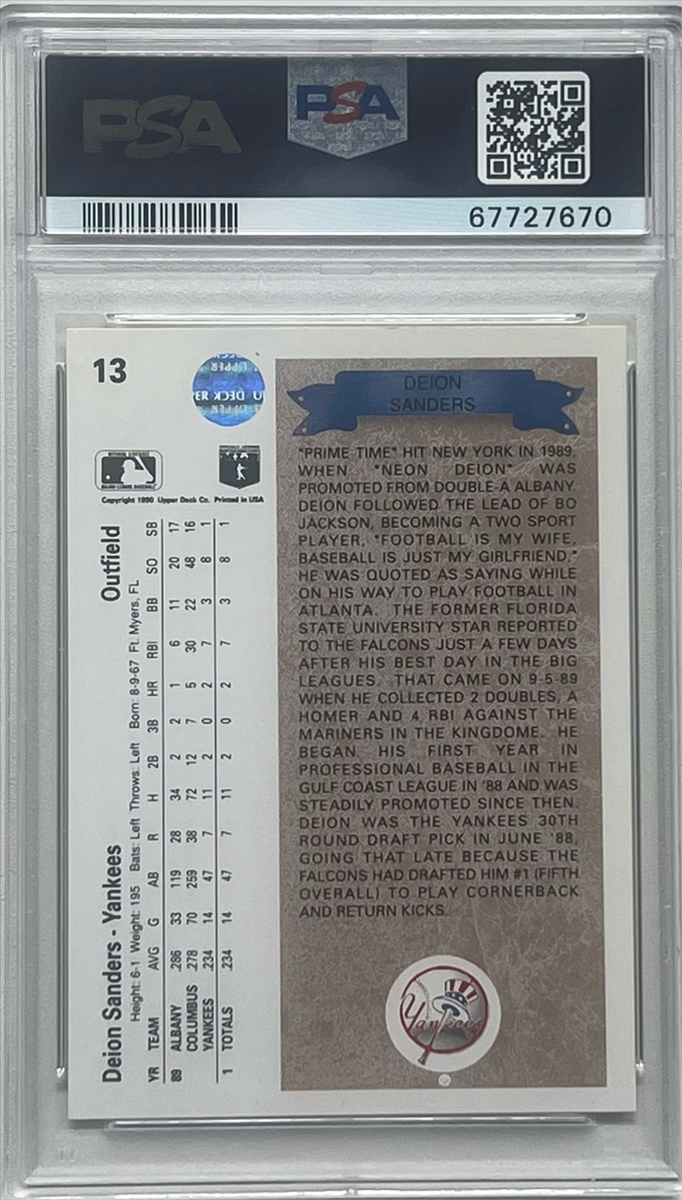 PSA
PSA
67727670
13
UPPER
U DECK
UPPER
DEION
SANDERS
"PRIME TIME" HIT NEW YORK IN 1989,
WHEN "NEON DEION" WAS
PROMOTED FROM DOUBLE-A ALBANY.
DEION FOLLOWED THE LEAD OF BO
JACKSON, BECOMING A TWO SPORT
PLAYER, "FOOTBALL IS MY WIFE,
BASEBALL IS JUST MY GIRLFRIEND,"
HE WAS QUOTED AS SAYING WHILE
ON HIS WAY TO PLAY FOOTBALL IN
ATLANTA. THE FORMER FLORIDA
STATE UNIVERSITY STAR REPORTED
TO THE FALCONS JUST A FEW DAYS
AFTER HIS BEST DAY IN THE BIG
LEAGUES. THAT CAME ON 9-5-89
WHEN HE COLLECTED 2 DOUBLES, A
HOMER AND 4 RBI AGAINST THE
MARINERS IN THE KINGDOME. HE
BEGAN HIS FIRST YEAR IN
PROFESSIONAL BASEBALL IN THE
GULF COAST LEAGUE IN '88 AND WAS
STEADILY PROMOTED SINCE THEN.
DEION WAS THE YANKEES 30TH
ROUND DRAFT PICK IN JUNE '88,
GOING THAT LATE BECAUSE THE
FALCONS HAD DRAFTED HIM #1 (FIFTH
OVERALL) TO PLAY CORNERBACK
AND RETURN KICKS.
Yankees
Copyright 1990 Upper Deck Co. Printed in USA
Deion Sanders - Yankees Outfield
Height: 6-1 Weight: 195 Bats: Left Throws: Left Born: 8-9-67 Ft. Myers, FL
YR TEAM AVG G AB R H 2B 3B HR RBI BB SO SB
89 ALBANY .286 33 119 28 34 2 2 1 6 11 20 17
COLUMBUS .278 70 259 38 72 12 7 5 30 22 48 16
YANKEES .234 14 47 7 11 2 0 2 7 3 8 1
1 TOTALS .234 14 47 7 11 2 0 2 7 3 8 1